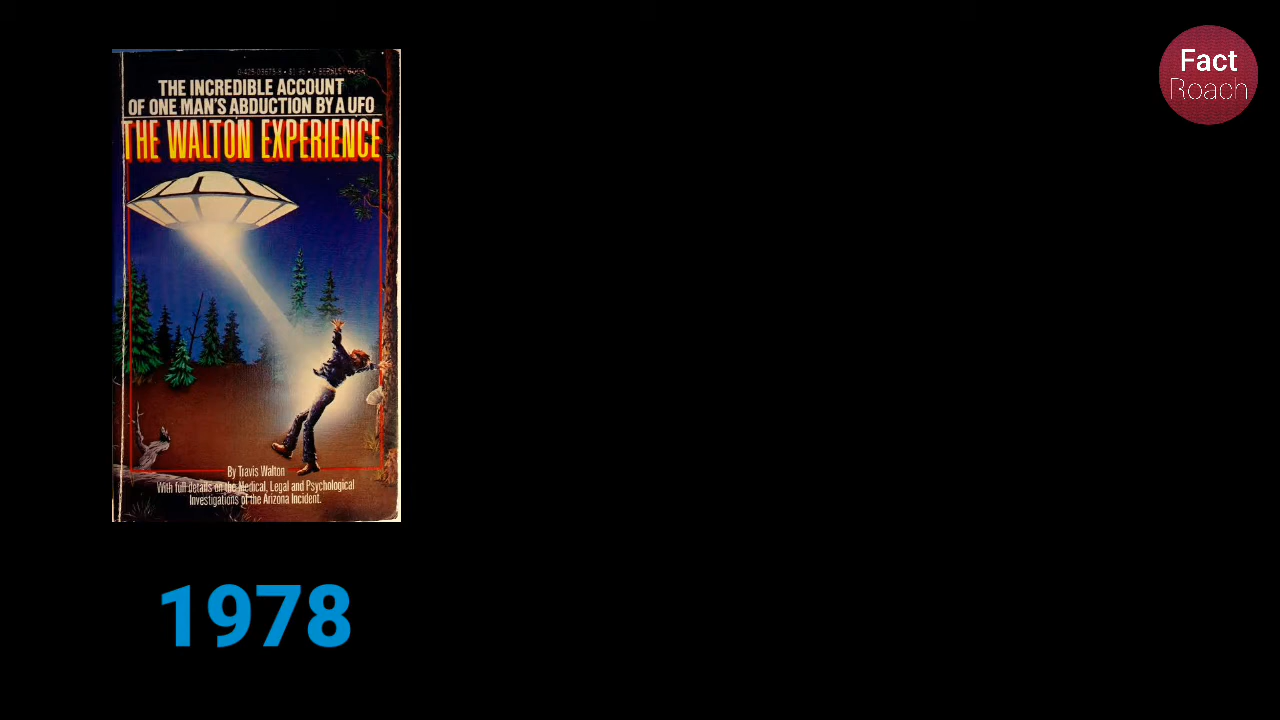 Fact
Roach
THE INCREDIBLE ACCOUNT
OF ONE MAN'S ABDUCTION BY A UFO
THE WALTON EXPERIENCE
By Travis Walton
With full details on the Medical, Legal and Psychological
Investigations of the Arizona Incident.
1978